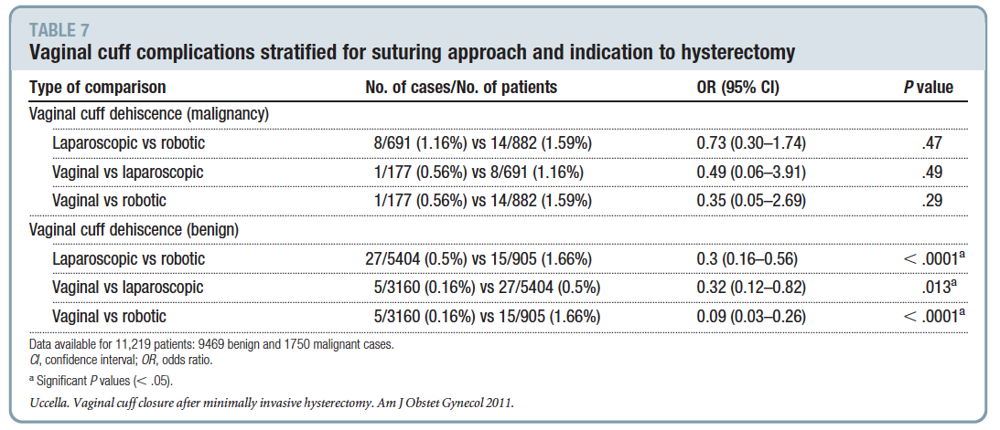 TABLE 7
Vaginal cuff complications stratified for suturing approach and indication to hysterectomy
Type of comparison No. of cases/No. of patients OR (95% CI) P value
Vaginal cuff dehiscence (malignancy)
Laparoscopic vs robotic 8/691 (1.16%) vs 14/882 (1.59%) 0.73 (0.30–1.74) .47
Vaginal vs laparoscopic 1/177 (0.56%) vs 8/691 (1.16%) 0.49 (0.06–3.91) .49
Vaginal vs robotic 1/177 (0.56%) vs 14/882 (1.59%) 0.35 (0.05–2.69) .29
Vaginal cuff dehiscence (benign)
Laparoscopic vs robotic 27/5404 (0.5%) vs 15/905 (1.66%) 0.3 (0.16–0.56) < .0001ᵃ
Vaginal vs laparoscopic 5/3160 (0.16%) vs 27/5404 (0.5%) 0.32 (0.12–0.82) .013ᵃ
Vaginal vs robotic 5/3160 (0.16%) vs 15/905 (1.66%) 0.09 (0.03–0.26) < .0001ᵃ
Data available for 11,219 patients: 9469 benign and 1750 malignant cases.
CI, confidence interval; OR, odds ratio.
ᵃ Significant P values (< .05).
Uccella. Vaginal cuff closure after minimally invasive hysterectomy. Am J Obstet Gynecol 2011.